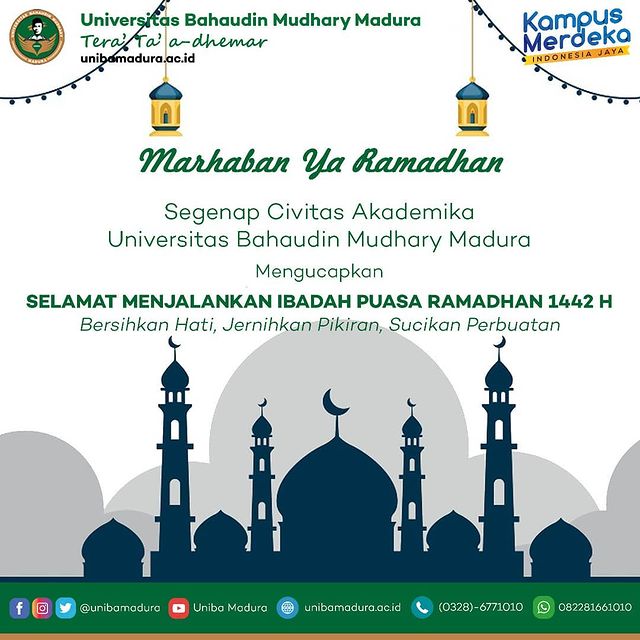 Universitas Bahaudin Mudhary Madura
Tera' Ta' a-dhemar
unibamadura.ac.id
Kampus
Merdeka
INDONESIA JAYA
Marhaban Ya Ramadhan
Segenap Civitas Akademika
Universitas Bahaudin Mudhary Madura
Mengucapkan
SELAMAT MENJALANKAN IBADAH PUASA RAMADHAN 1442 H
Bersihkan Hati, Jernihkan Pikiran, Sucikan Perbuatan
@unibamadura Uniba Madura unibamadura.ac.id (0328)-6771010 082281661010